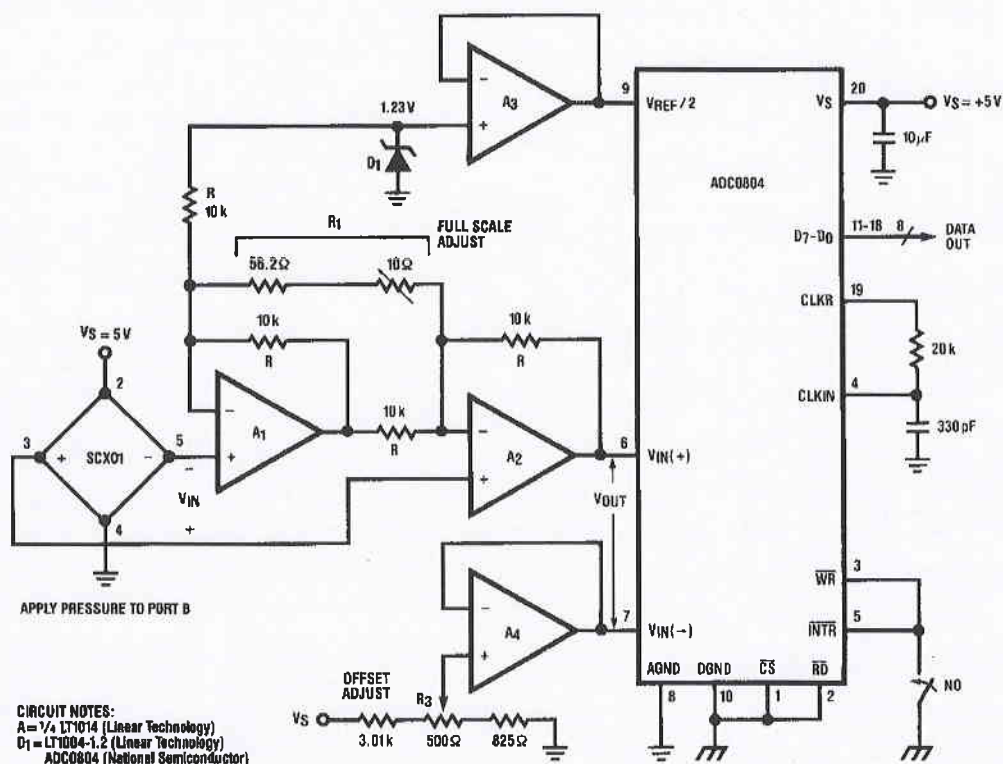 A3
9
VREF/2
VS
20
VS = +5V
1.23V
D1
10μF
ADC0804
R
10k
R1
FULL SCALE
ADJUST
D7-D0
11-18
8
DATA
OUT
56.2Ω
10Ω
CLKR
19
VS = 5V
10k
R
10k
R
20k
2
CLKIN
4
3
+
SCX01
−
5
−
+
A1
10k
R
−
+
A2
6
VIN(+)
330pF
VIN
−
+
4
VOUT
WR
3
APPLY PRESSURE TO PORT B
−
+
A4
7
VIN(−)
INTR
5
AGND
DGND
CS
RD
8
10
1
2
NO
OFFSET
ADJUST
R3
VS
3.01k
500Ω
825Ω
CIRCUIT NOTES:
A = 1/4 LT1014 (Linear Technology)
D1 = LT1004-1.2 (Linear Technology)
ADC0804 (National Semiconductor)